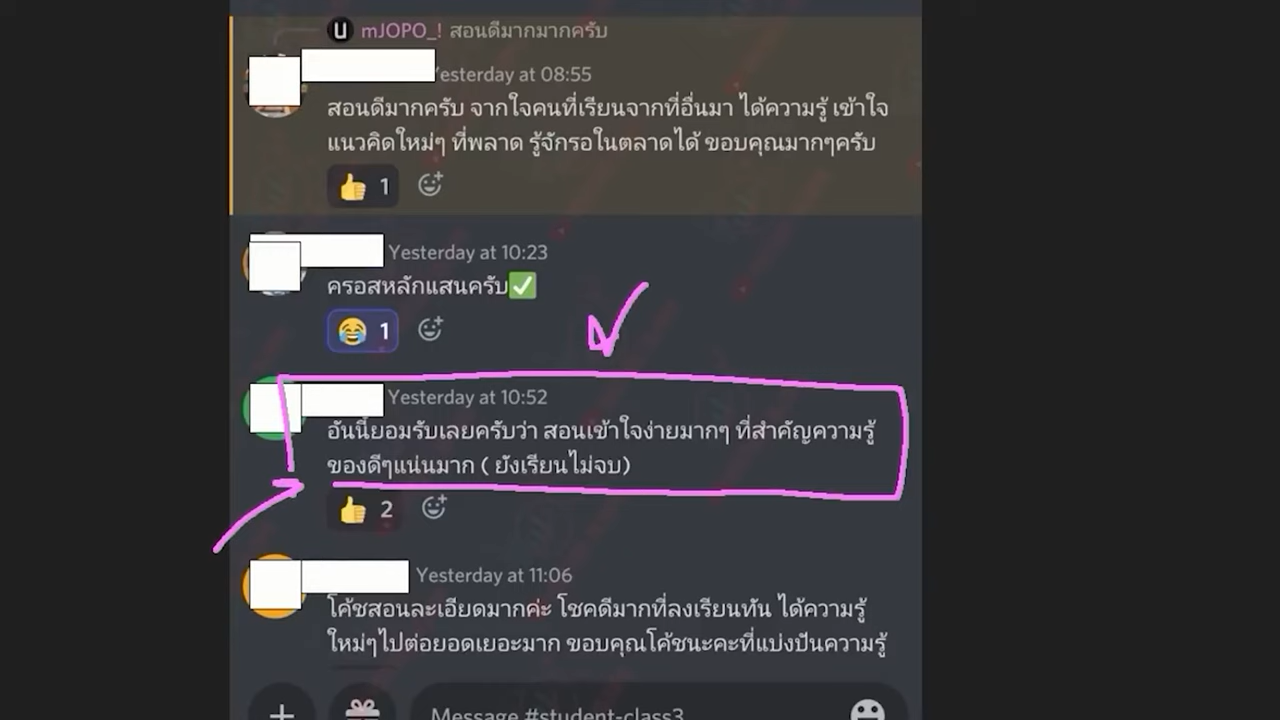 U mJOPO_! สอนดีมากมากครับ
Yesterday at 08:55
สอนดีมากครับ จากใจคนที่เรียนจากที่อื่นมา ได้ความรู้ เข้าใจ
แนวคิดใหม่ๆ ที่พลาด รู้จักรอในตลาดได้ ขอบคุณมากๆครับ
👍 1
Yesterday at 10:23
ครอสหลักแสนครับ✅
😂 1
Yesterday at 10:52
อันนี้ยอมรับเลยครับว่า สอนเข้าใจง่ายมากๆ ที่สำคัญความรู้
ของดีๆแน่นมาก ( ยังเรียนไม่จบ)
👍 2
Yesterday at 11:06
โค้ชสอนละเอียดมากค่ะ โชคดีมากที่ลงเรียนทัน ได้ความรู้
ใหม่ๆไปต่อยอดเยอะมาก ขอบคุณโค้ชนะคะที่แบ่งปันความรู้
Message #student-class3